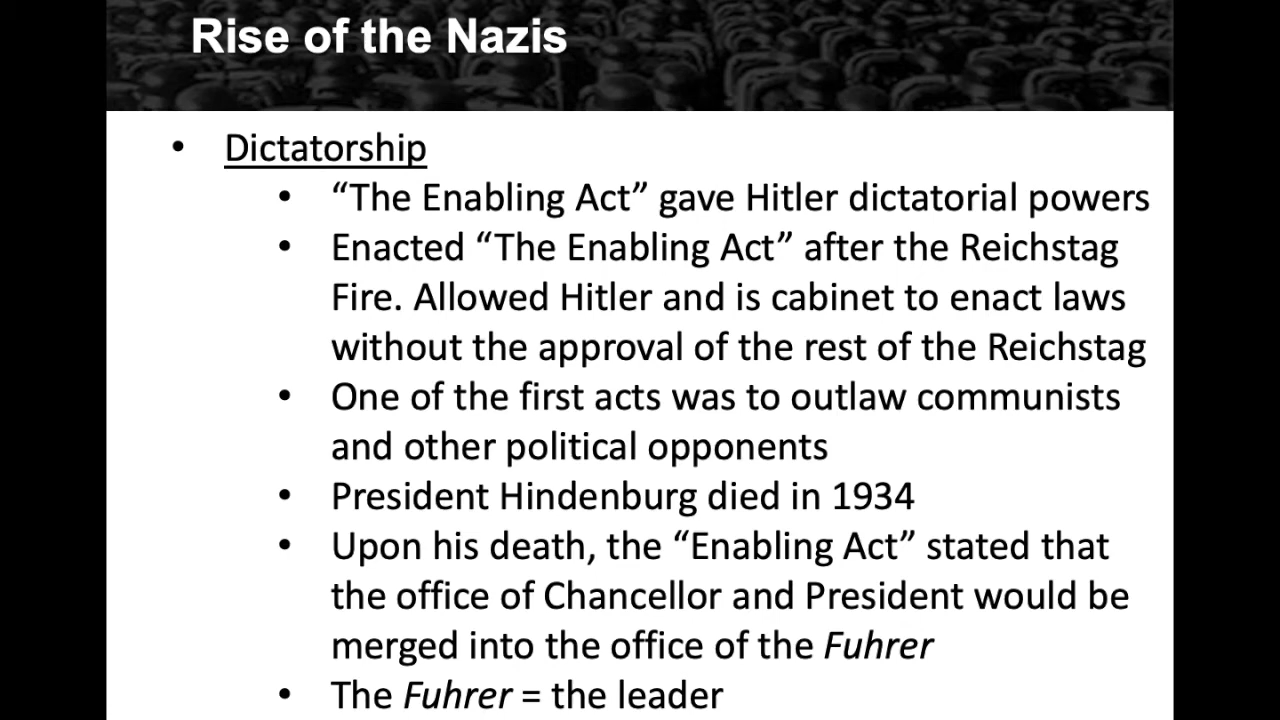 Rise of the Nazis
• Dictatorship
• “The Enabling Act” gave Hitler dictatorial powers
• Enacted “The Enabling Act” after the Reichstag
Fire. Allowed Hitler and is cabinet to enact laws
without the approval of the rest of the Reichstag
• One of the first acts was to outlaw communists
and other political opponents
• President Hindenburg died in 1934
• Upon his death, the “Enabling Act” stated that
the office of Chancellor and President would be
merged into the office of the Fuhrer
• The Fuhrer = the leader